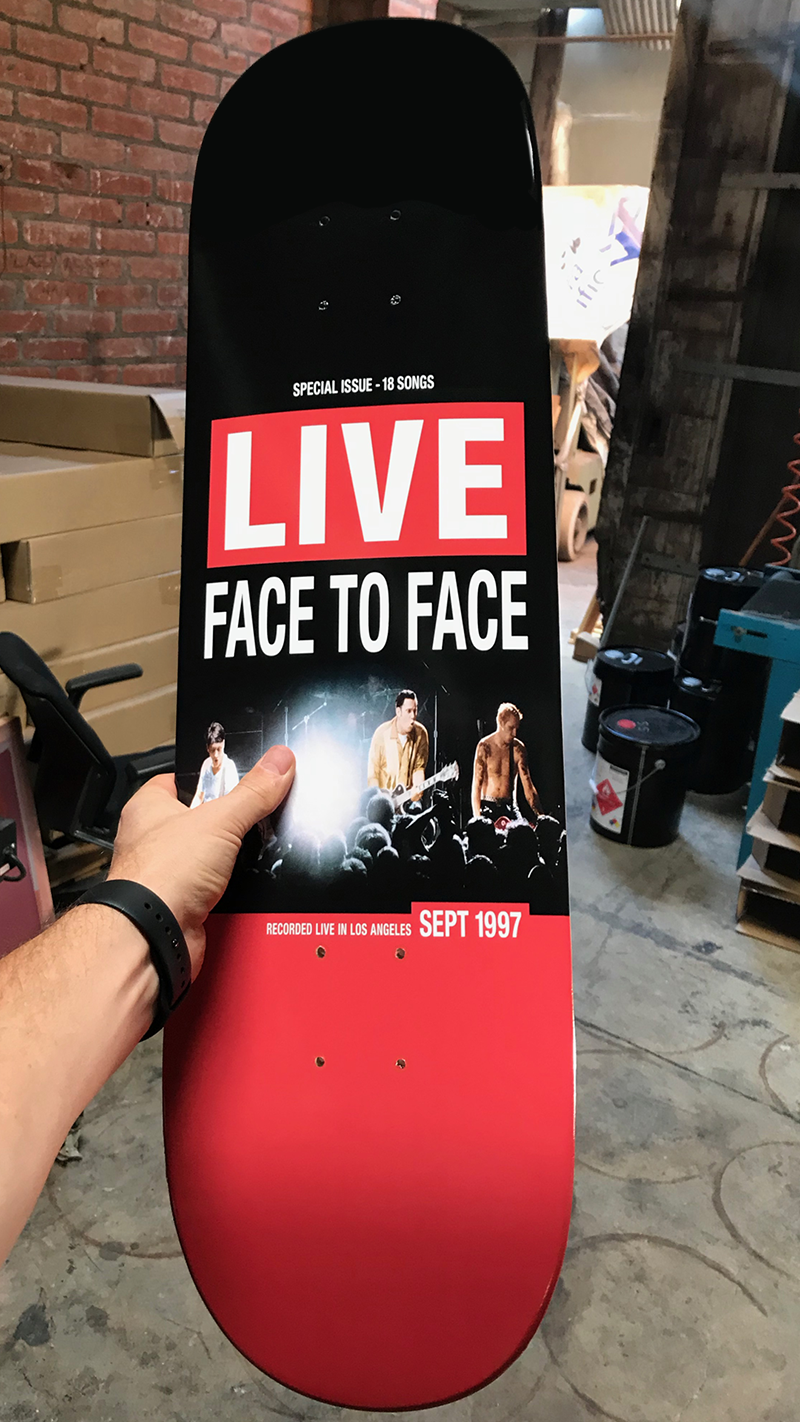 SPECIAL ISSUE - 18 SONGS
LIVE
FACE TO FACE
RECORDED LIVE IN LOS ANGELES SEPT 1997